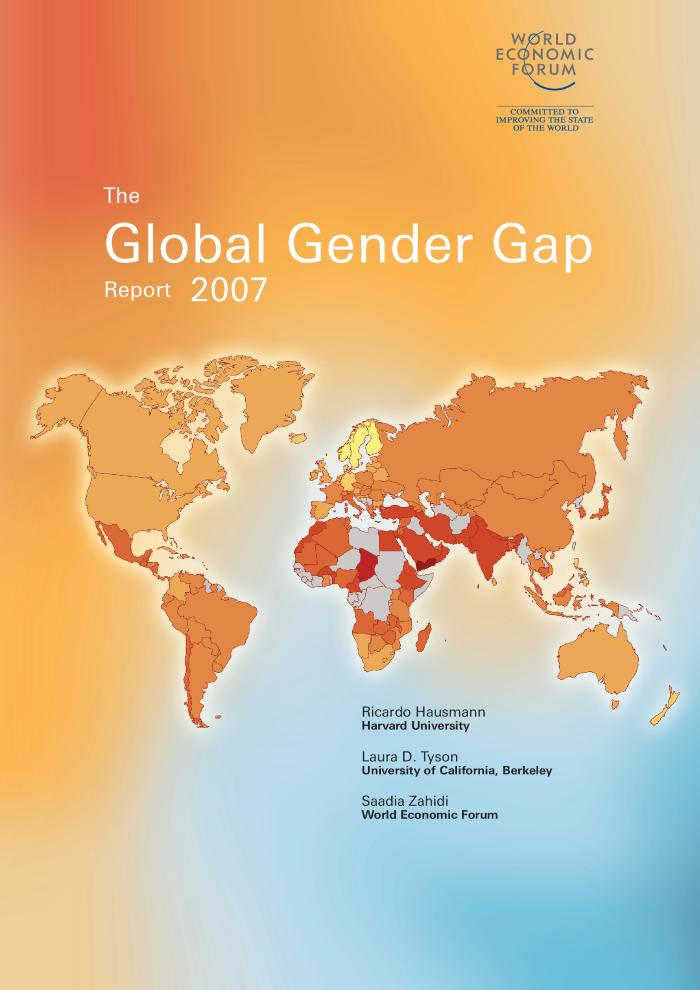 WORLD
ECONOMIC
FORUM
COMMITTED TO
IMPROVING THE STATE
OF THE WORLD
The
Global Gender Gap
Report 2007
Ricardo Hausmann
Harvard University
Laura D. Tyson
University of California, Berkeley
Saadia Zahidi
World Economic Forum